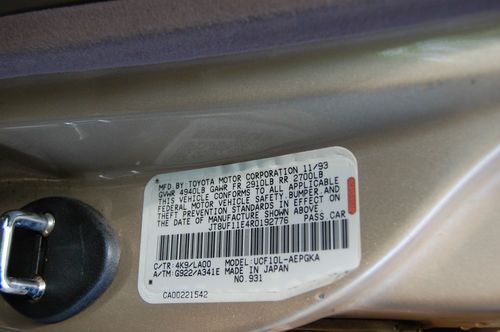 MFD BY: TOYOTA MOTOR CORPORATION 11/93
GVWR 4940LB GAWR FR 2910LB RR 2700LB
THIS VEHICLE CONFORMS TO ALL APPLICABLE
FEDERAL MOTOR VEHICLE SAFETY, BUMPER, AND
THEFT PREVENTION STANDARDS IN EFFECT ON
THE DATE OF MANUFACTURE SHOWN ABOVE.
JT8UF11E4R0192776 PASS.CAR
C/TR: 4K9/LA00 MODEL: UCF10L-AEPGKA
A/TM: G922/A341E MADE IN JAPAN
NO.931
CA00221542